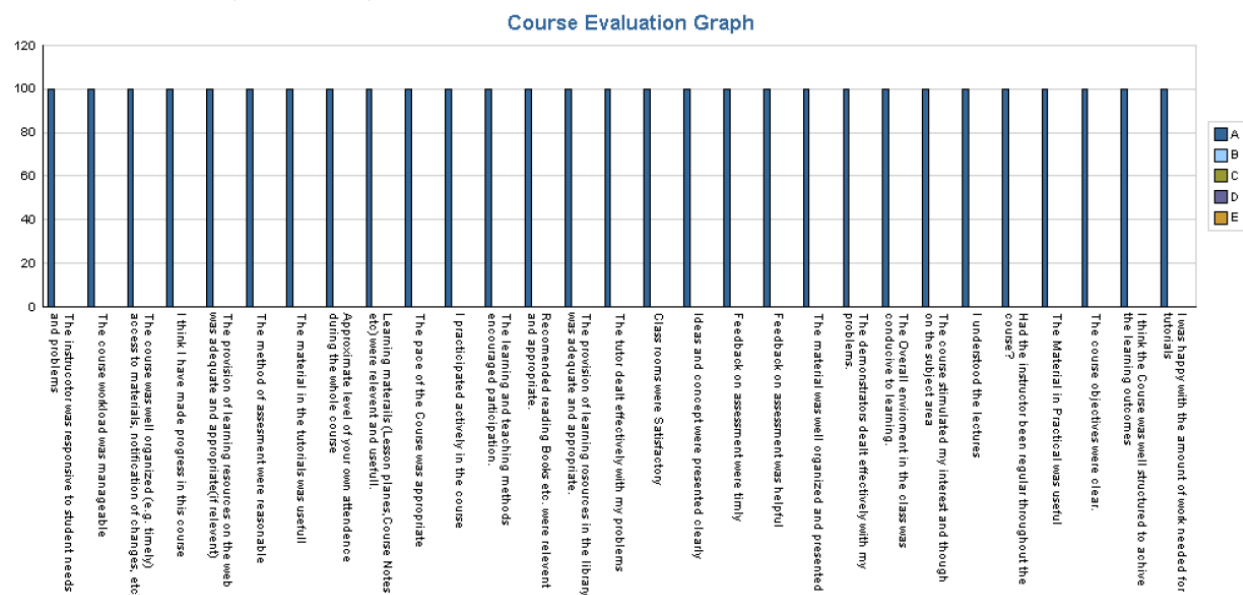 Course Evaluation Graph
120
100
80
60
40
20
0
A
B
C
D
E
The instrucotor was responsive to student needs
and problems
The course workload was manageable
The course was well organized (e.g. timely)
access to materials, notification of changes, etc
I think I have made progress in this course
The provision of learning resources on the web
was adequate and appropriate(if relevent)
The method of assesment were reasonable
The material in the tutorials was usefull
Approximate level of your own attendence
during the whole course
Learning materails (Lesson planes,Course Notes
etc) were relevent and usefull.
The pace of the Course was appropriate
I practicipated actively in the course
The learning and teaching methods
encouraged participation.
Recomended reading Books etc. were relevent
and appropriate.
The provision of learning rosources in the library
was adequate and appropriate.
The tutor dealt effectively with my problems
Class rooms were Satisfactory
Ideas and concept were presented clearly
Feedback on assessment were timly
Feedback on assessment was helpful
The material was well organized and presented
The demonstrators dealt effectively with my
problems.
The Overall enviroment in the class was
conducive to learning.
The course stimulated my interest and though
on the subject area
I understood the lectures
Had the instructor been regular throughout the
course?
The Material in Practical was useful
The course objectives were clear.
I think the Course was well structured to achive
the learning outcomes
I was happy with the amount of work needed for
tutorials